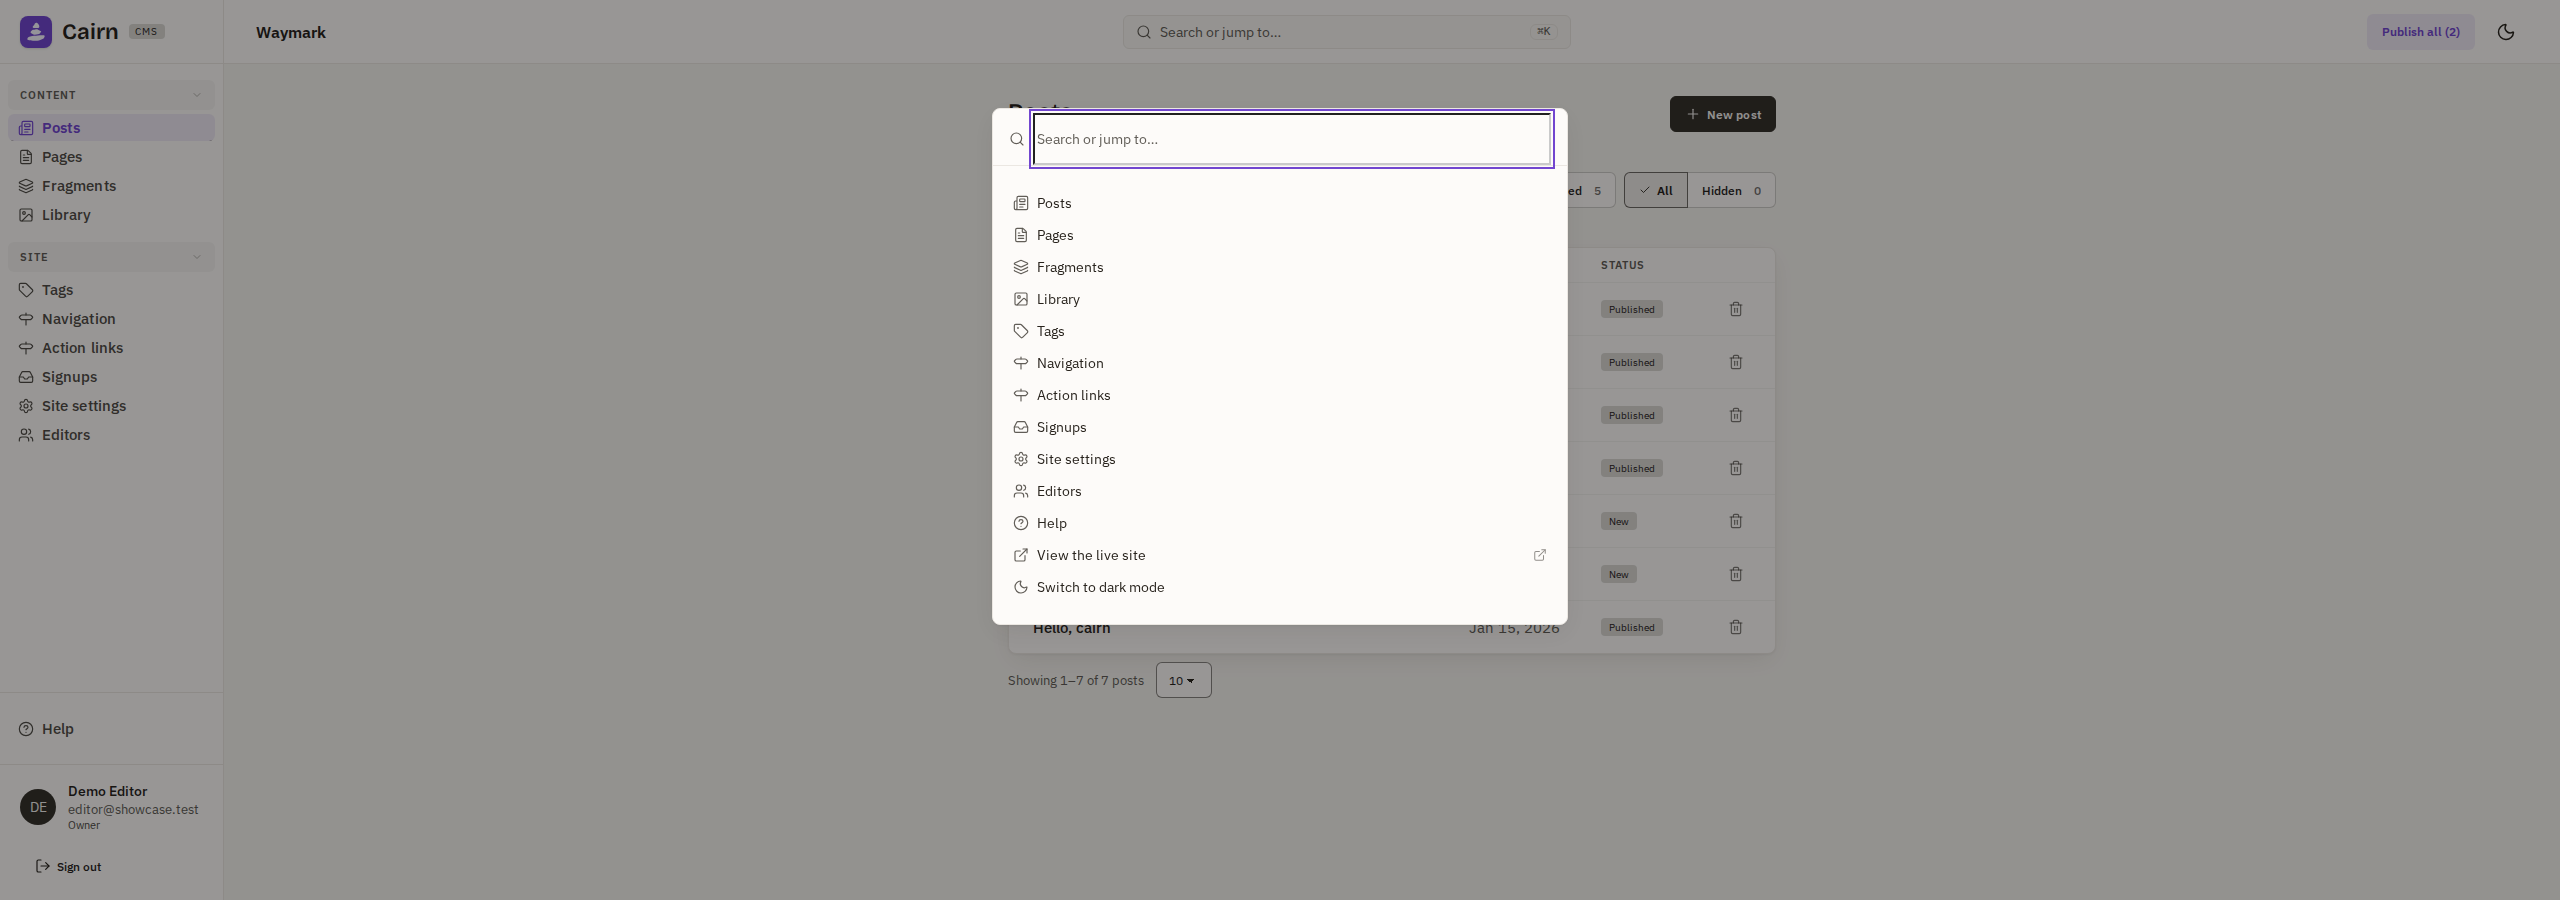 Cairn CMS
Waymark
Search or jump to... ⌘K
Publish all (2)
CONTENT
Posts
Pages
Fragments
Library
SITE
Tags
Navigation
Action links
Signups
Site settings
Editors
Help
DE
Demo Editor
editor@showcase.test
Owner
Sign out
New post
ed 5
All
Hidden 0
Search or jump to...
Posts
Pages
Fragments
Library
Tags
Navigation
Action links
Signups
Site settings
Editors
Help
View the live site
Switch to dark mode
STATUS
Published
Published
Published
Published
New
New
Hello, cairn Jan 15, 2026 Published
Showing 1–7 of 7 posts 10